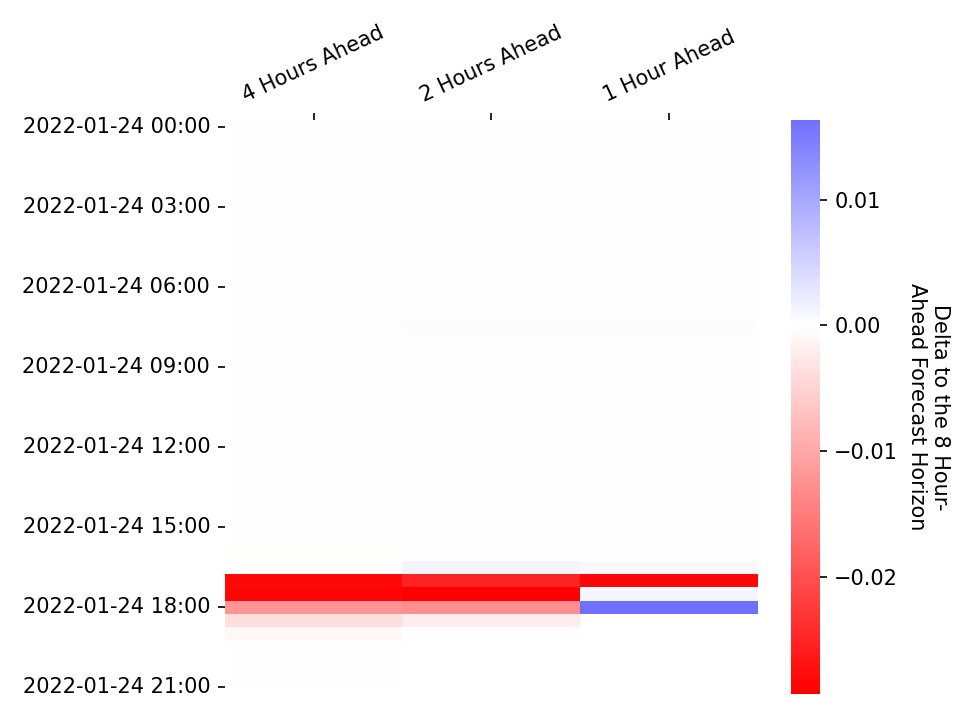 4 Hours Ahead
2 Hours Ahead
1 Hour Ahead
2022-01-24 00:00
2022-01-24 03:00
2022-01-24 06:00
2022-01-24 09:00
2022-01-24 12:00
2022-01-24 15:00
2022-01-24 18:00
2022-01-24 21:00
0.01
0.00
−0.01
−0.02
Delta to the 8 Hour-
Ahead Forecast Horizon